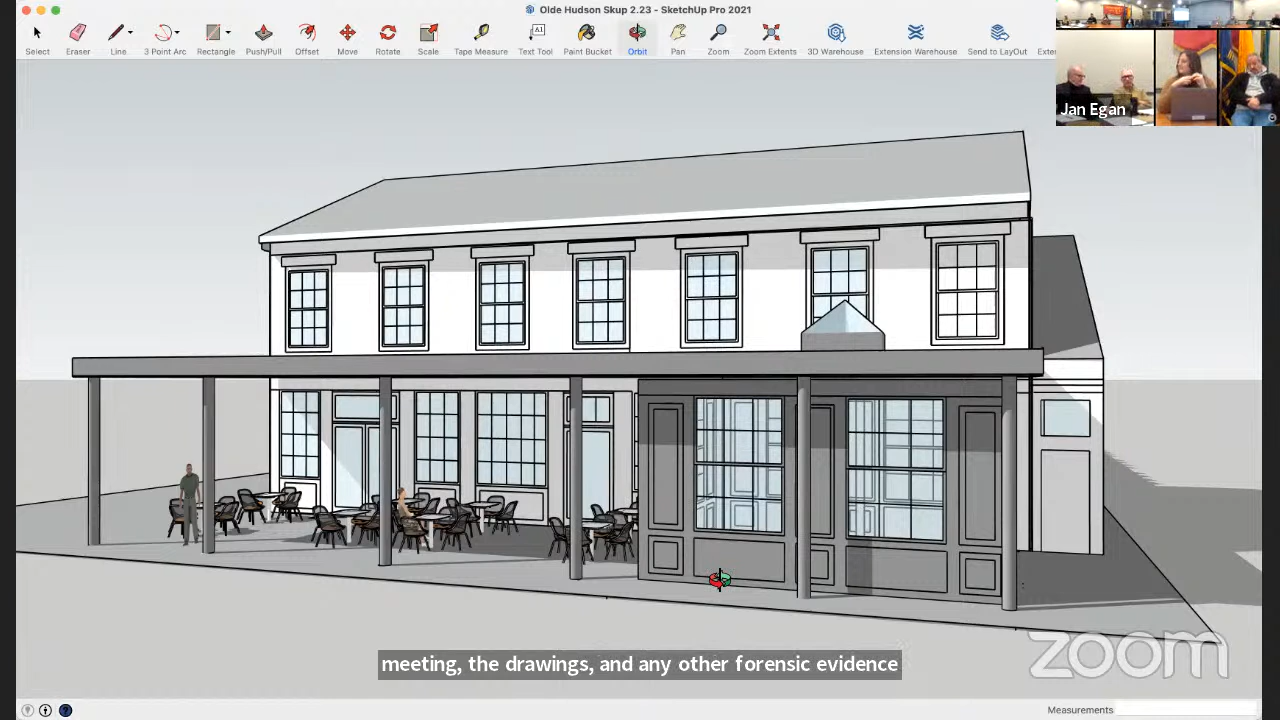 Olde Hudson Skup 2.23 - SketchUp Pro 2021
Select Eraser Line 3 Point Arc Rectangle Push/Pull Offset Move Rotate Scale Tape Measure Text Tool Paint Bucket Orbit Pan Zoom Zoom Extents 3D Warehouse Extension Warehouse Send to LayOut
Jan Egan
meeting, the drawings, and any other forensic evidence
zoom
Measurements